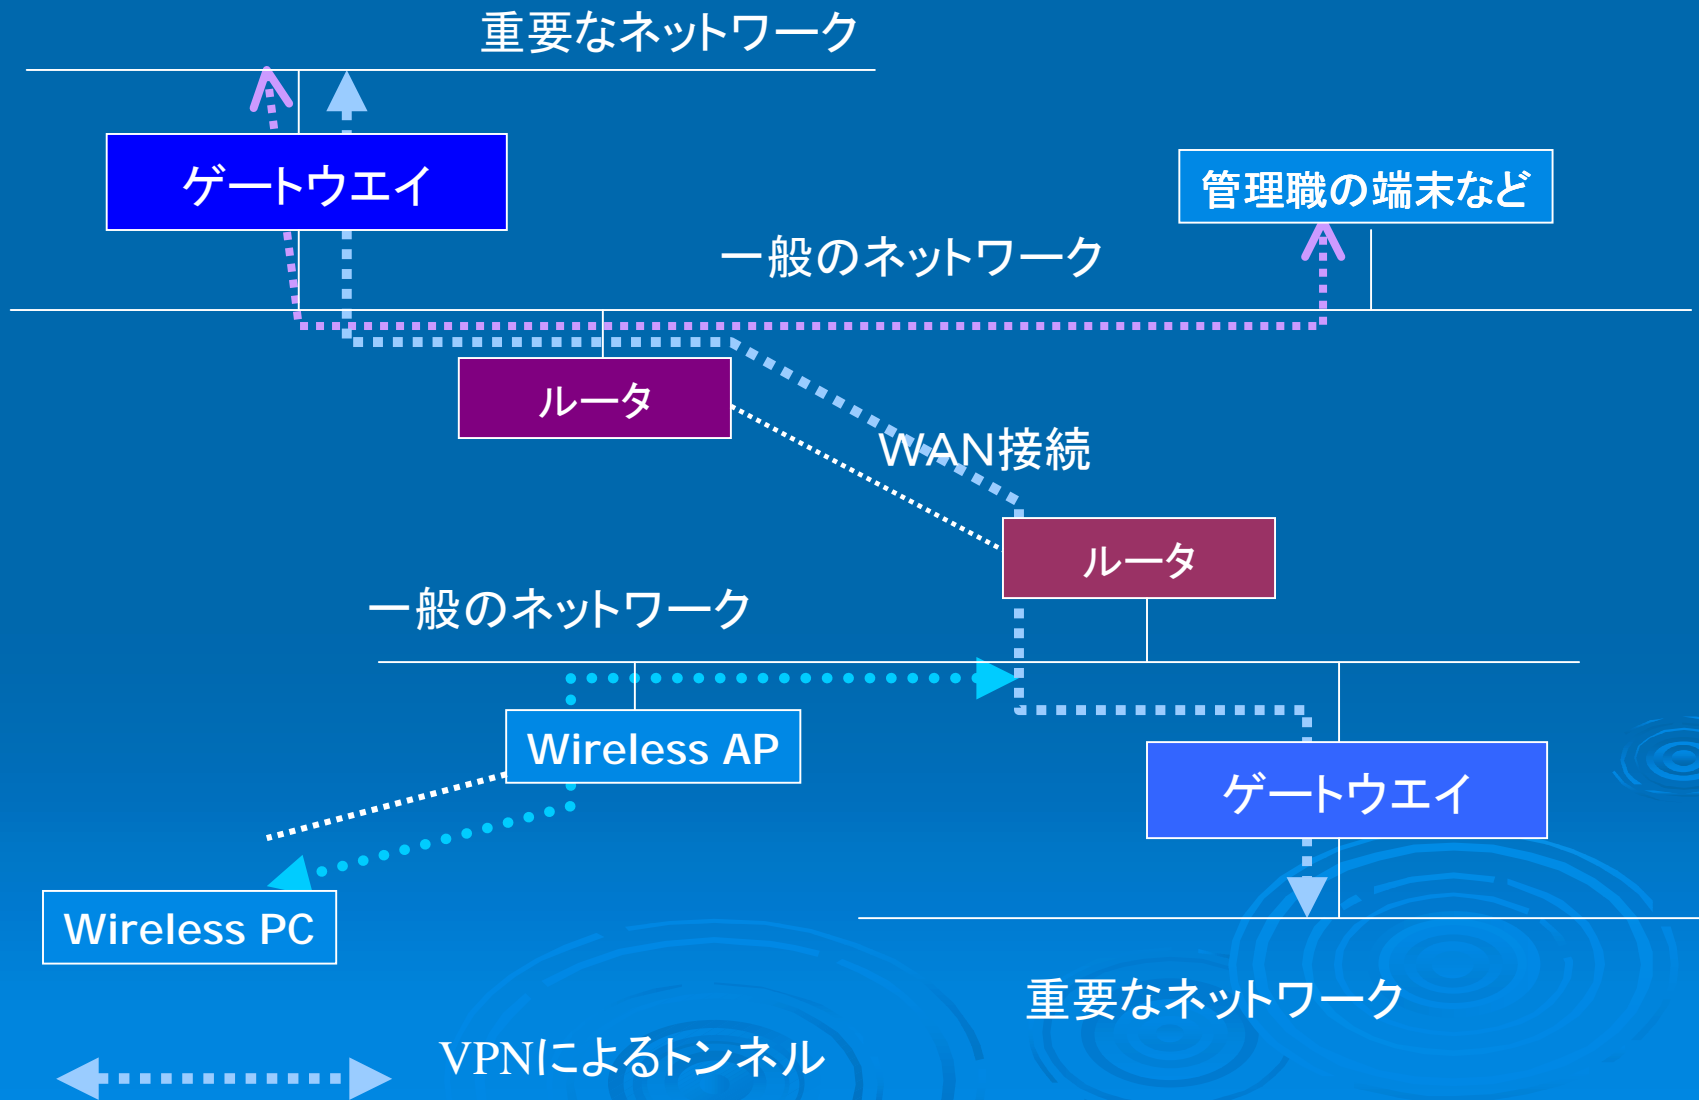 重要なネットワーク
ゲートウエイ
管理職の端末など
一般のネットワーク
ルータ
WAN接続
ルータ
一般のネットワーク
Wireless AP
ゲートウエイ
Wireless PC
重要なネットワーク
VPNによるトンネル